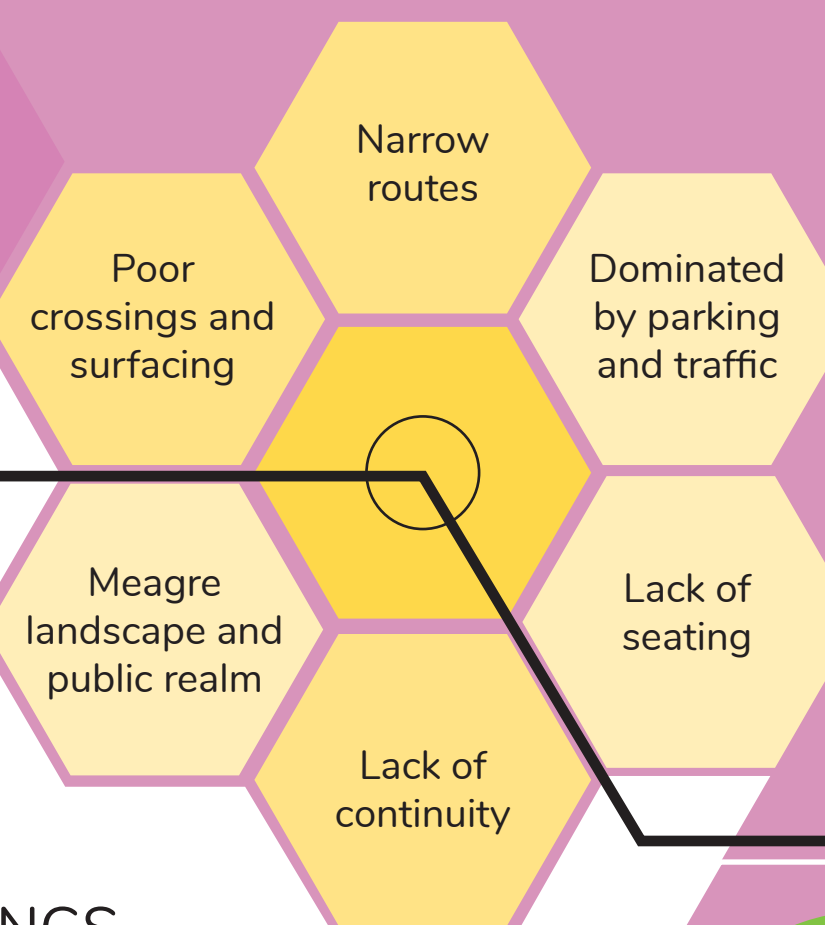 Narrow
routes
Poor
crossings and
surfacing
Dominated
by parking
and traffic
Meagre
landscape and
public realm
Lack of
seating
Lack of
continuity